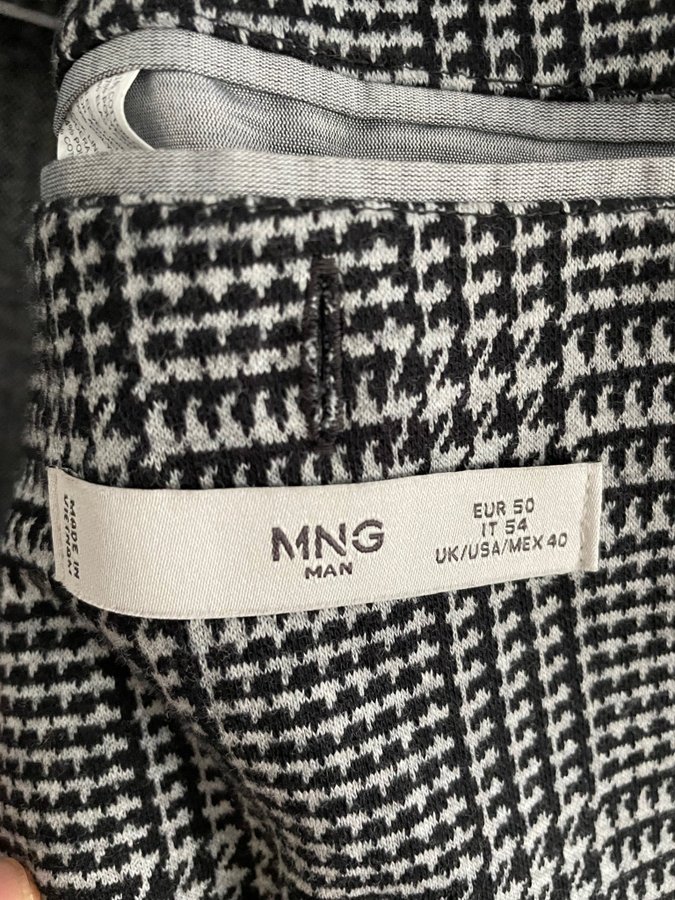 MADE IN
VIETNAM
MNG
MAN
EUR 50
IT 54
UK/USA/MEX 40